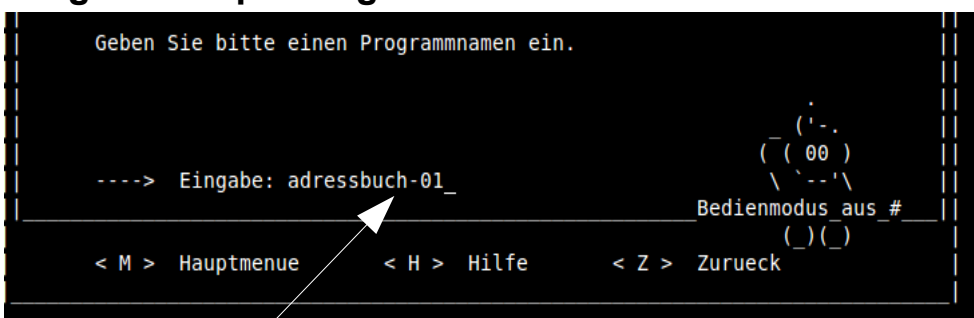 Geben Sie bitte einen Programmnamen ein.
----> Eingabe: adressbuch-01_
Bedienmodus_aus_#
< M > Hauptmenue < H > Hilfe < Z > Zurueck